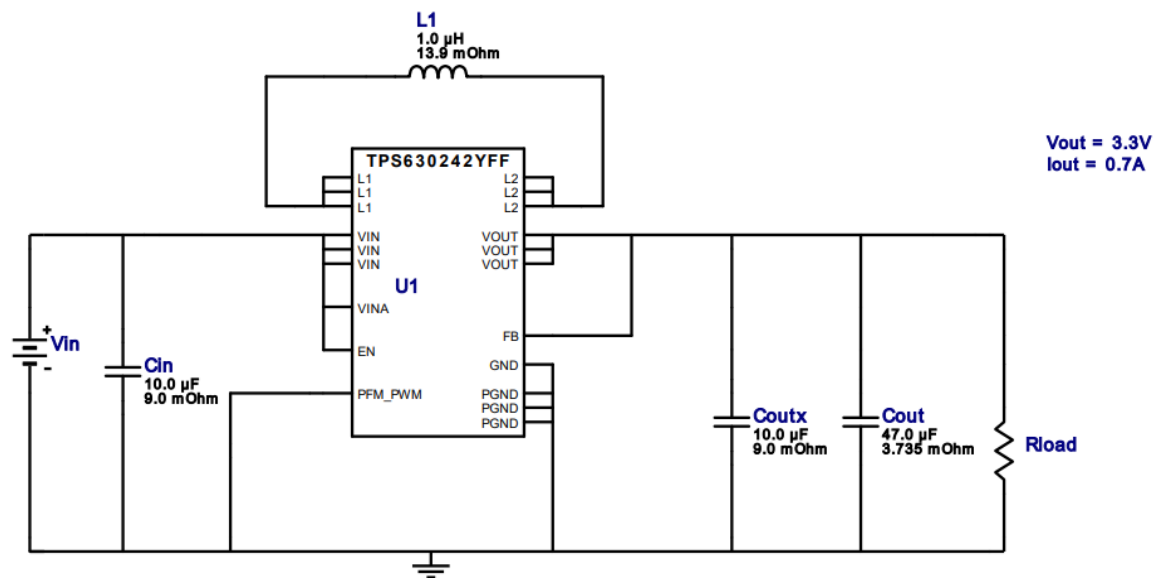 L1
1.0 µH
13.9 mOhm
TPS630242YFF
L1
L1
L1
L2
L2
L2
Vout = 3.3V
Iout = 0.7A
VIN
VIN
VIN
VOUT
VOUT
VOUT
U1
VINA
EN
FB
GND
PFM_PWM
PGND
PGND
PGND
+
Vin
-
Cin
10.0 µF
9.0 mOhm
Coutx
10.0 µF
9.0 mOhm
Cout
47.0 µF
3.735 mOhm
Rload